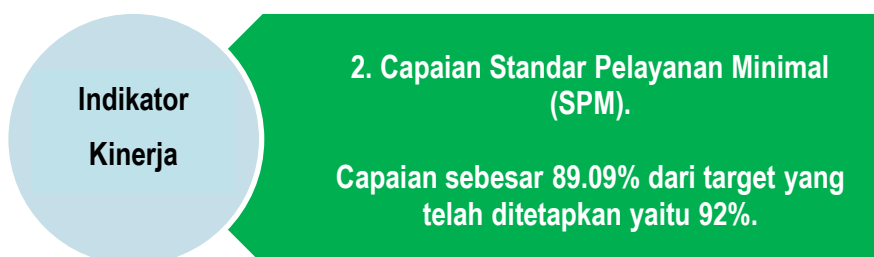 Indikator
Kinerja
2. Capaian Standar Pelayanan Minimal
(SPM).
Capaian sebesar 89.09% dari target yang
telah ditetapkan yaitu 92%.